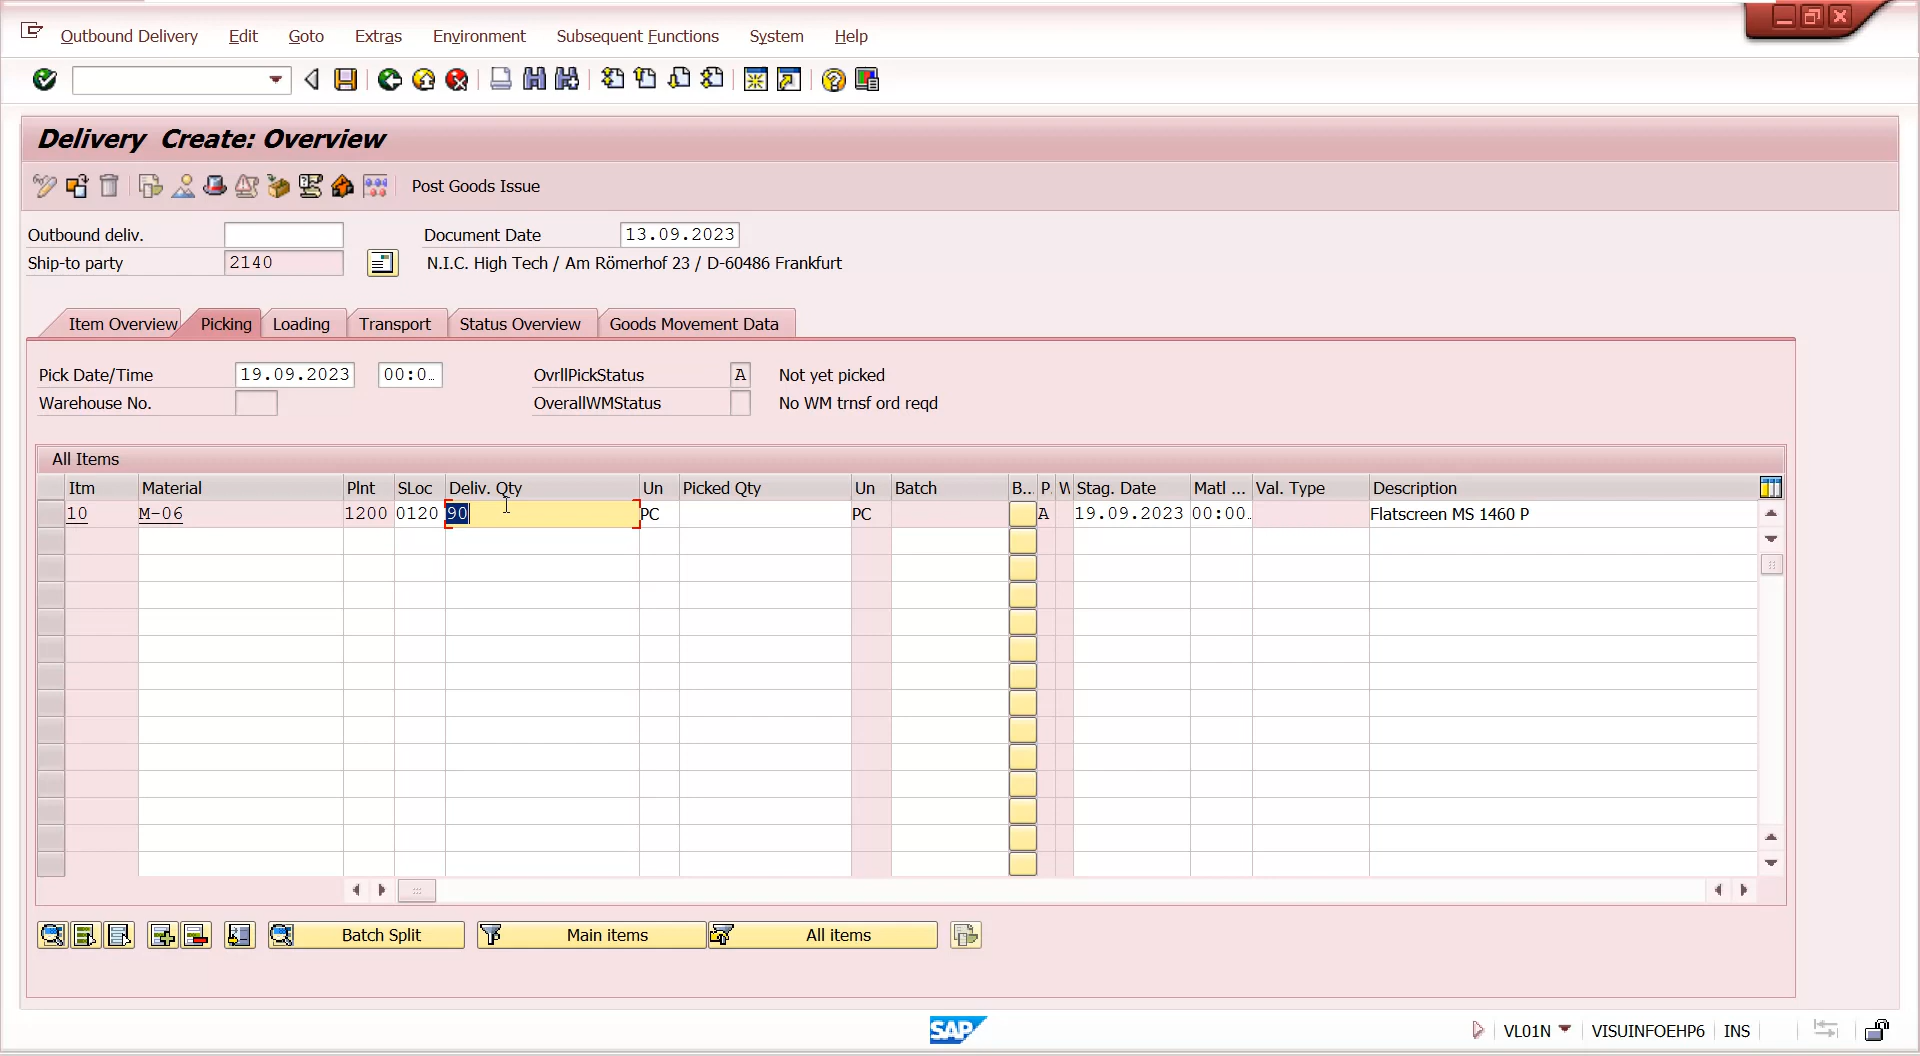 Outbound Delivery Edit Goto Extras Environment Subsequent Functions System Help
Delivery Create: Overview
Post Goods Issue
Outbound deliv. Document Date 13.09.2023
Ship-to party 2140 N.I.C. High Tech / Am Römerhof 23 / D-60486 Frankfurt
Item Overview Picking Loading Transport Status Overview Goods Movement Data
Pick Date/Time 19.09.2023 00:0.. OvrllPickStatus A Not yet picked
Warehouse No. OverallWMStatus No WM trnsf ord reqd
All Items
Itm Material Plnt SLoc Deliv. Qty Un Picked Qty Un Batch B... P. W Stag. Date Matl ... Val. Type Description
10 M-06 1200 0120 90 PC PC A 19.09.2023 00:00.. Flatscreen MS 1460 P
Batch Split Main items All items
SAP VL01N VISUINFOEHP6 INS